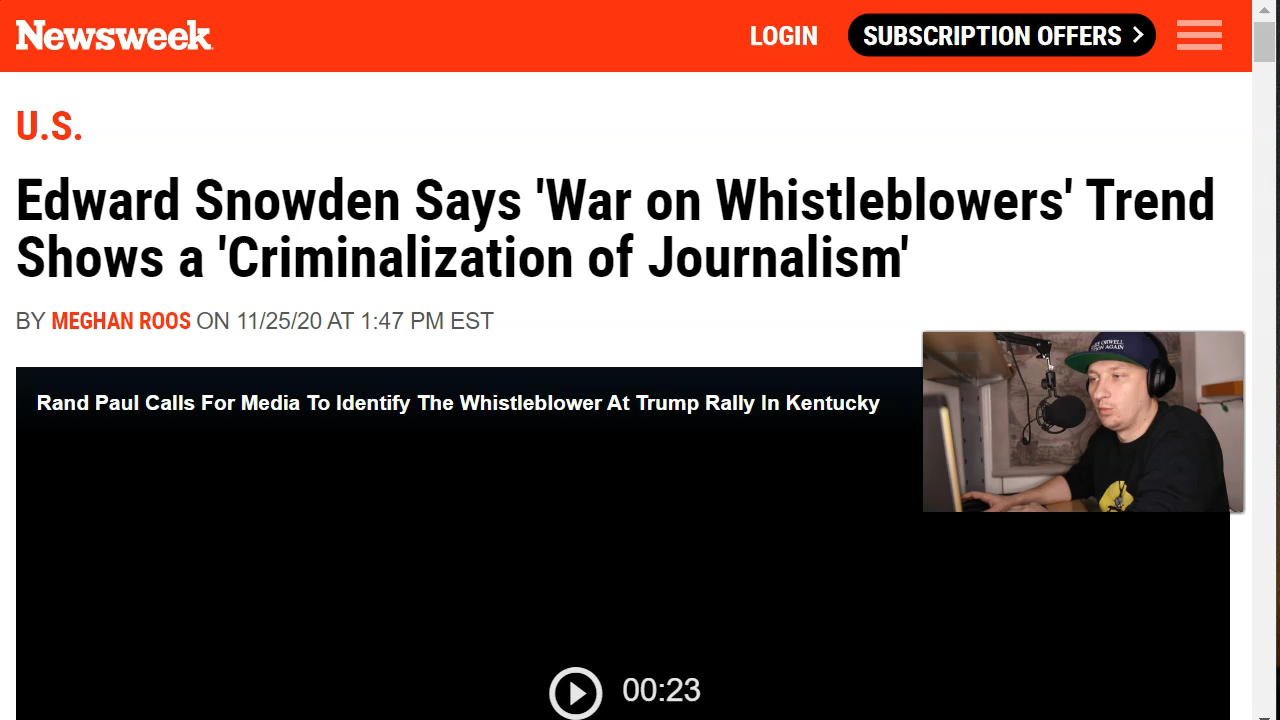 Newsweek
LOGIN
SUBSCRIPTION OFFERS
U.S.
Edward Snowden Says 'War on Whistleblowers' Trend
Shows a 'Criminalization of Journalism'
BY MEGHAN ROOS ON 11/25/20 AT 1:47 PM EST
Rand Paul Calls For Media To Identify The Whistleblower At Trump Rally In Kentucky
ORWELL
AGAIN
00:23